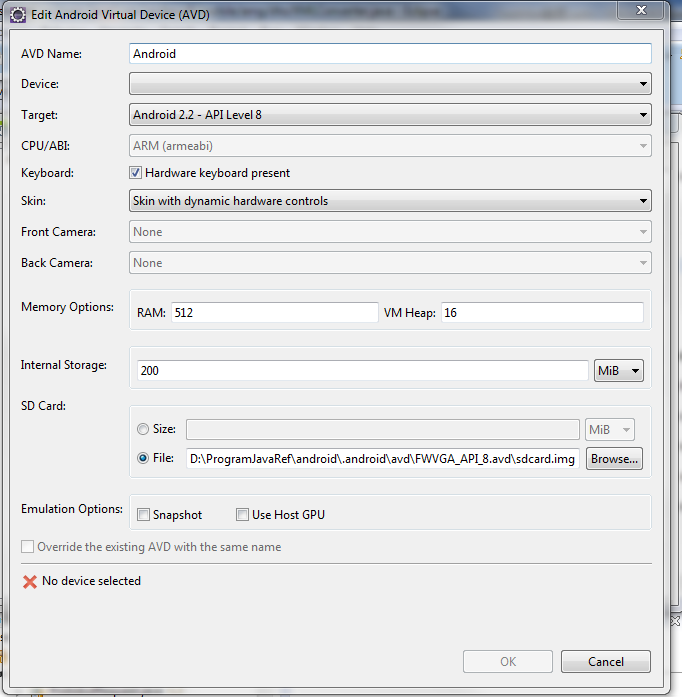 Edit Android Virtual Device (AVD)
AVD Name: Android
Device:
Target: Android 2.2 - API Level 8
CPU/ABI: ARM (armeabi)
Keyboard: Hardware keyboard present
Skin: Skin with dynamic hardware controls
Front Camera: None
Back Camera: None
Memory Options: RAM: 512 VM Heap: 16
Internal Storage: 200 MiB
SD Card:
Size: MiB
File: D:\ProgramJavaRef\android\.android\avd\FWVGA_API_8.avd\sdcard.img Browse...
Emulation Options: Snapshot Use Host GPU
Override the existing AVD with the same name
No device selected
OK Cancel